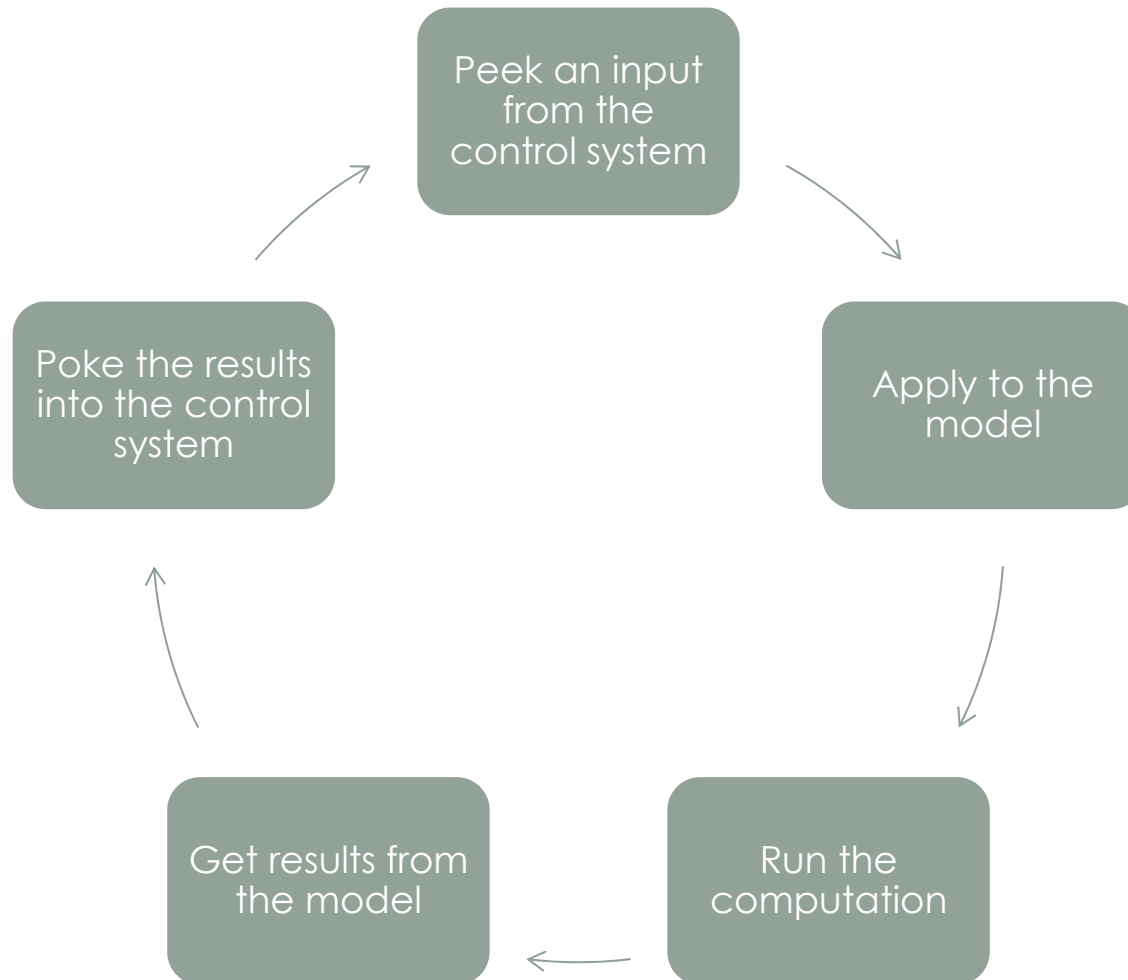 Peek an input
from the
control system
Apply to the
model
Run the
computation
Get results from
the model
Poke the results
into the control
system